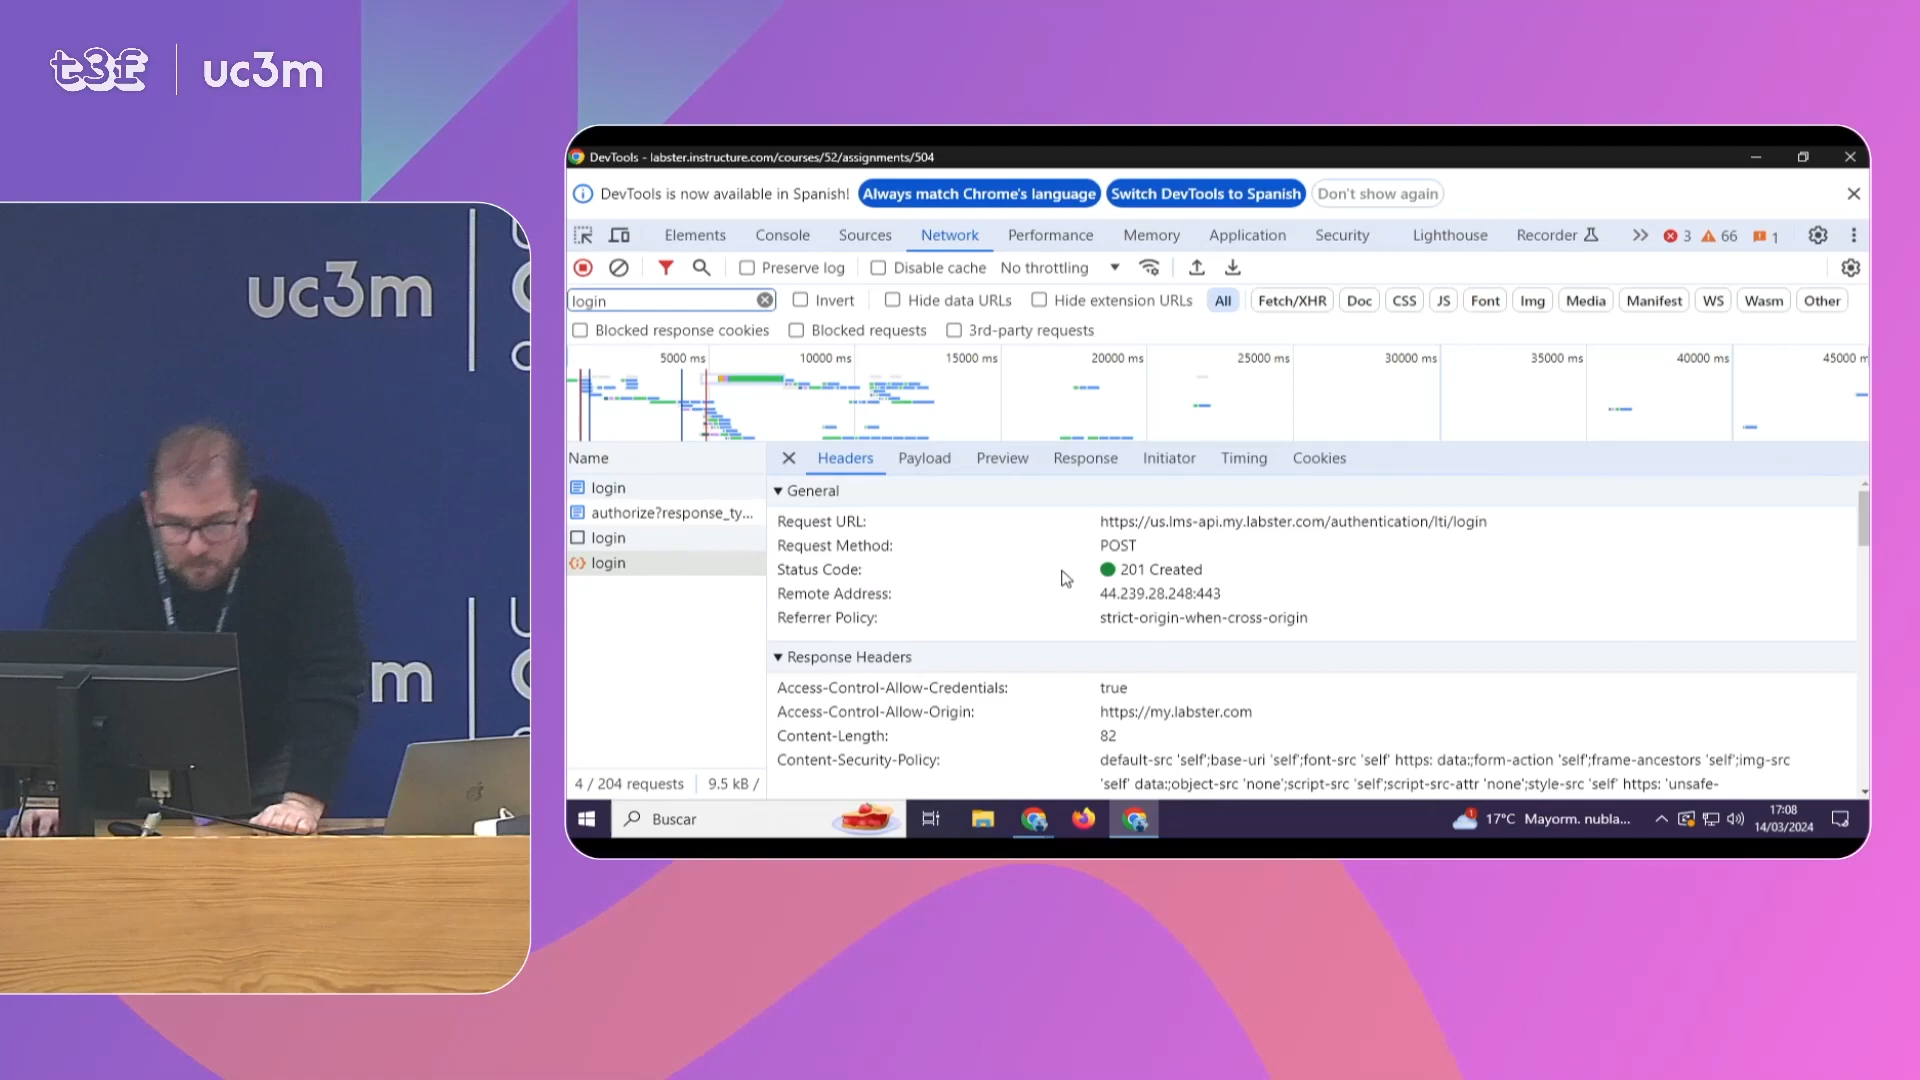 t3f uc3m
uc3m
m
DevTools - labster.instructure.com/courses/52/assignments/504
DevTools is now available in Spanish! Always match Chrome's language Switch DevTools to Spanish Don't show again
Elements Console Sources Network Performance Memory Application Security Lighthouse Recorder 3 66 1
Preserve log Disable cache No throttling
login Invert Hide data URLs Hide extension URLs All Fetch/XHR Doc CSS JS Font Img Media Manifest WS Wasm Other
Blocked response cookies Blocked requests 3rd-party requests
5000 ms 10000 ms 15000 ms 20000 ms 25000 ms 30000 ms 35000 ms 40000 ms 45000 m
Name Headers Payload Preview Response Initiator Timing Cookies
login
authorize?response_ty...
login
login
General
Request URL: https://us.lms-api.my.labster.com/authentication/lti/login
Request Method: POST
Status Code: 201 Created
Remote Address: 44.239.28.248:443
Referrer Policy: strict-origin-when-cross-origin
Response Headers
Access-Control-Allow-Credentials: true
Access-Control-Allow-Origin: https://my.labster.com
Content-Length: 82
Content-Security-Policy: default-src 'self';base-uri 'self';font-src 'self' https: data:;form-action 'self';frame-ancestors 'self';img-src
'self' data:;object-src 'none';script-src 'self';script-src-attr 'none';style-src 'self' https: 'unsafe-
4 / 204 requests 9.5 kB /
Buscar 17°C Mayorm. nubla... 17:08
14/03/2024